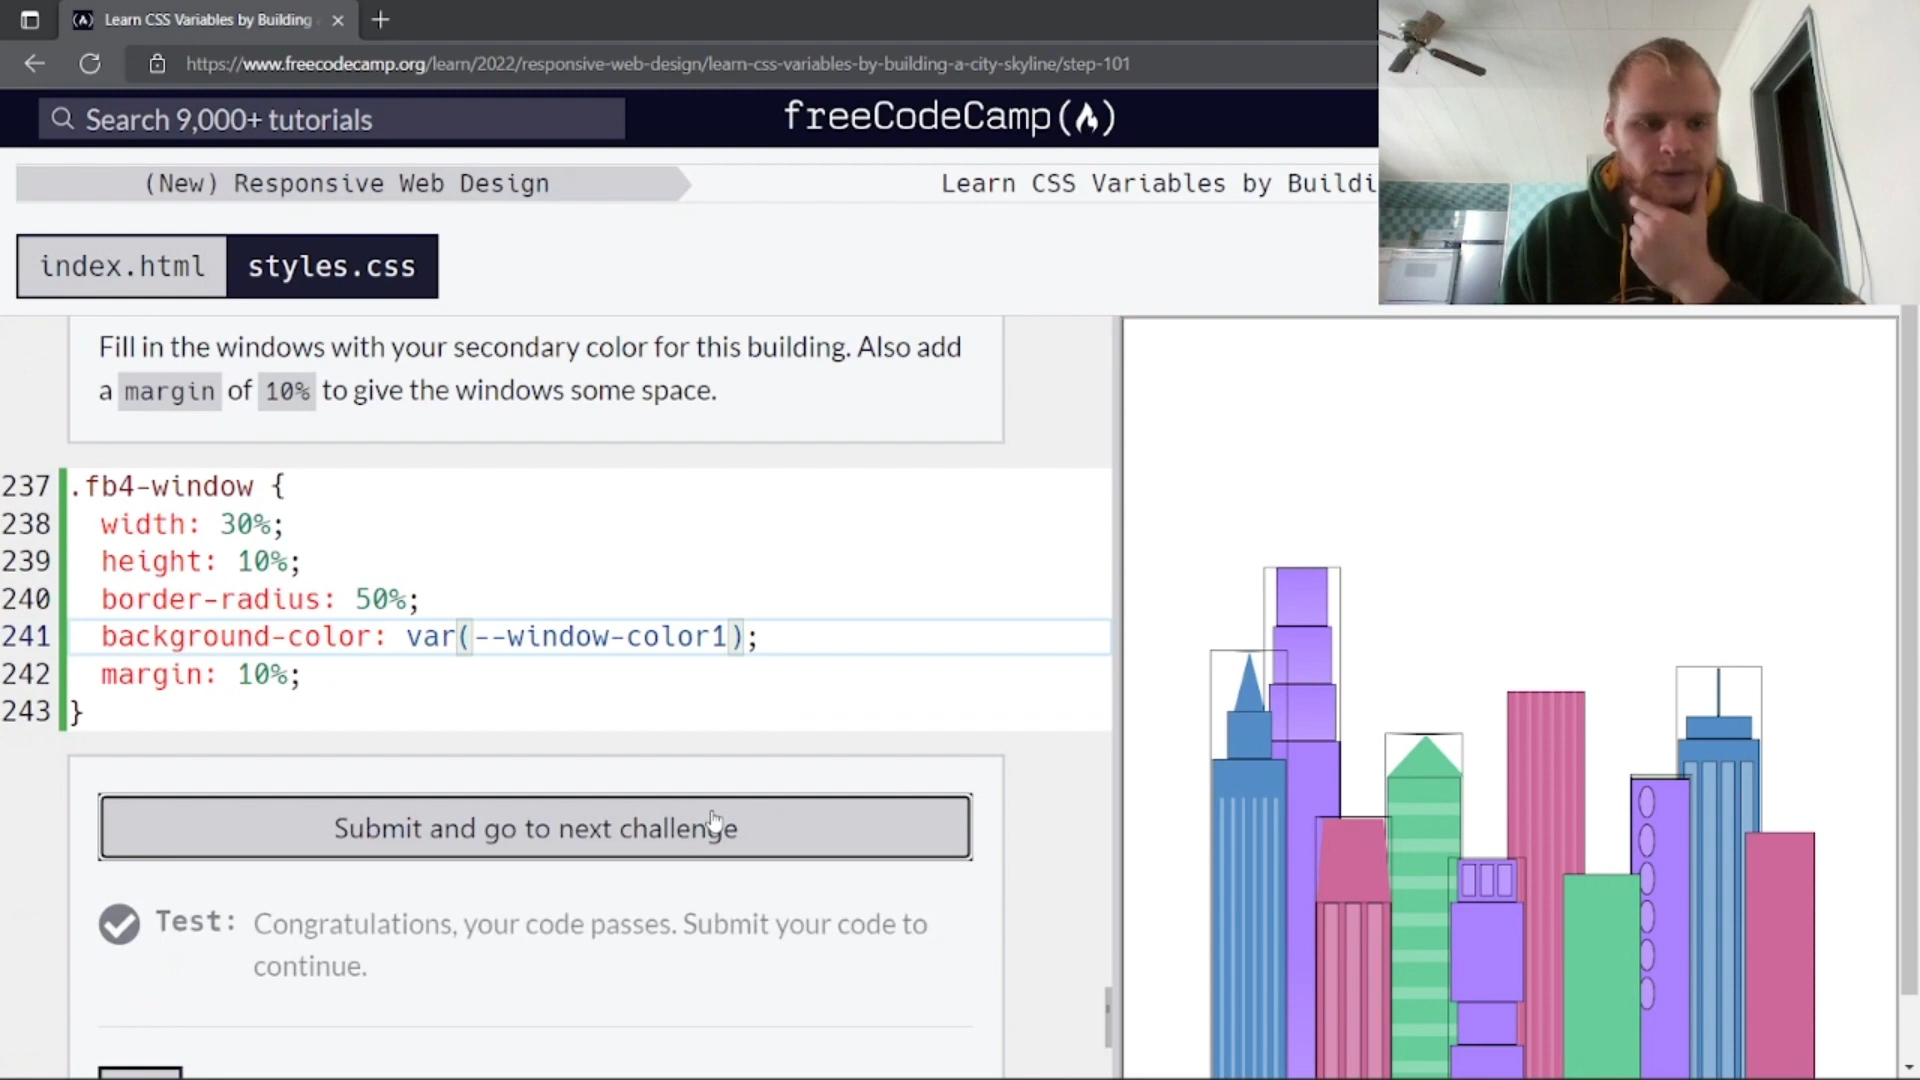 Learn CSS Variables by Building
https://www.freecodecamp.org/learn/2022/responsive-web-design/learn-css-variables-by-building-a-city-skyline/step-101
Search 9,000+ tutorials
freeCodeCamp(🔥)
(New) Responsive Web Design
Learn CSS Variables by Buildi
index.html
styles.css
Fill in the windows with your secondary color for this building. Also add
a margin of 10% to give the windows some space.
237 .fb4-window {
238 width: 30%;
239 height: 10%;
240 border-radius: 50%;
241 background-color: var(--window-color1);
242 margin: 10%;
243 }
Submit and go to next challenge
Test: Congratulations, your code passes. Submit your code to
continue.